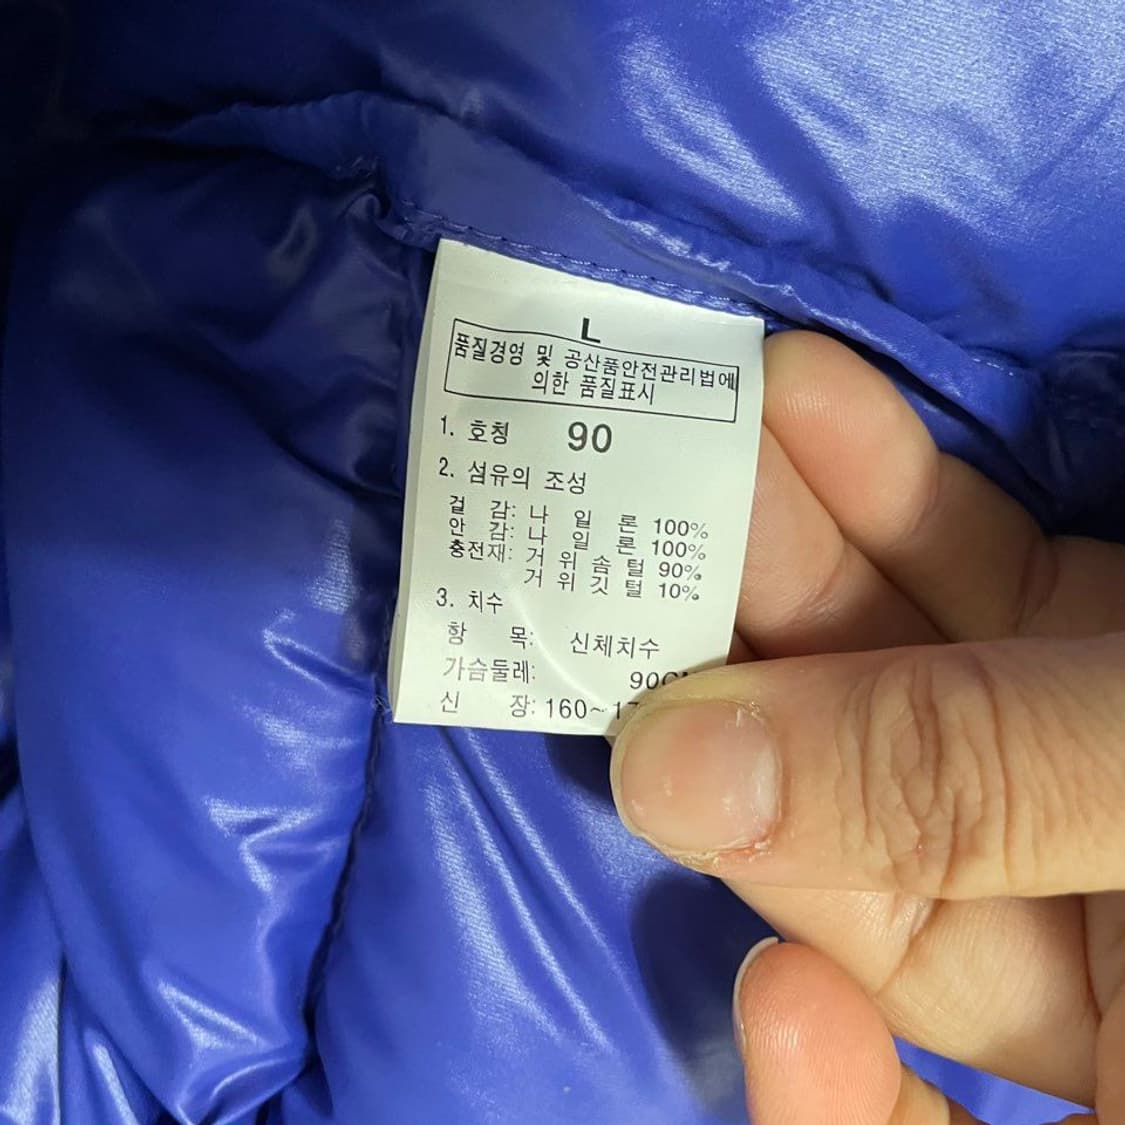 L
품질경영 및 공산품안전관리법에
의한 품질표시
1. 호칭 90
2. 섬유의 조성
걸 감: 나 일 론 100%
안 감: 나 일 론 100%
충전재: 거 위 솜 털 90%
거 위 깃 털 10%
3. 치수
항 목: 신체치수
가슴둘레:
신 장: 160~